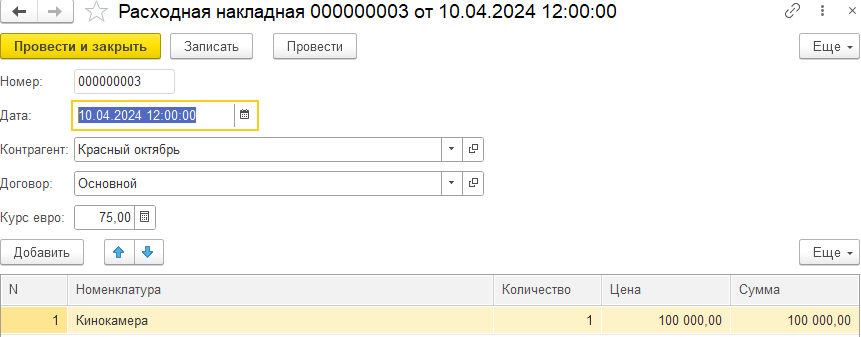 Расходная накладная 000000003 от 10.04.2024 12:00:00
Провести и закрыть Записать Провести Еще
Номер: 000000003
Дата: 10.04.2024 12:00:00
Контрагент: Красный октябрь
Договор: Основной
Курс евро: 75,00
Добавить Еще
N Номенклатура Количество Цена Сумма
1 Кинокамера 1 100 000,00 100 000,00